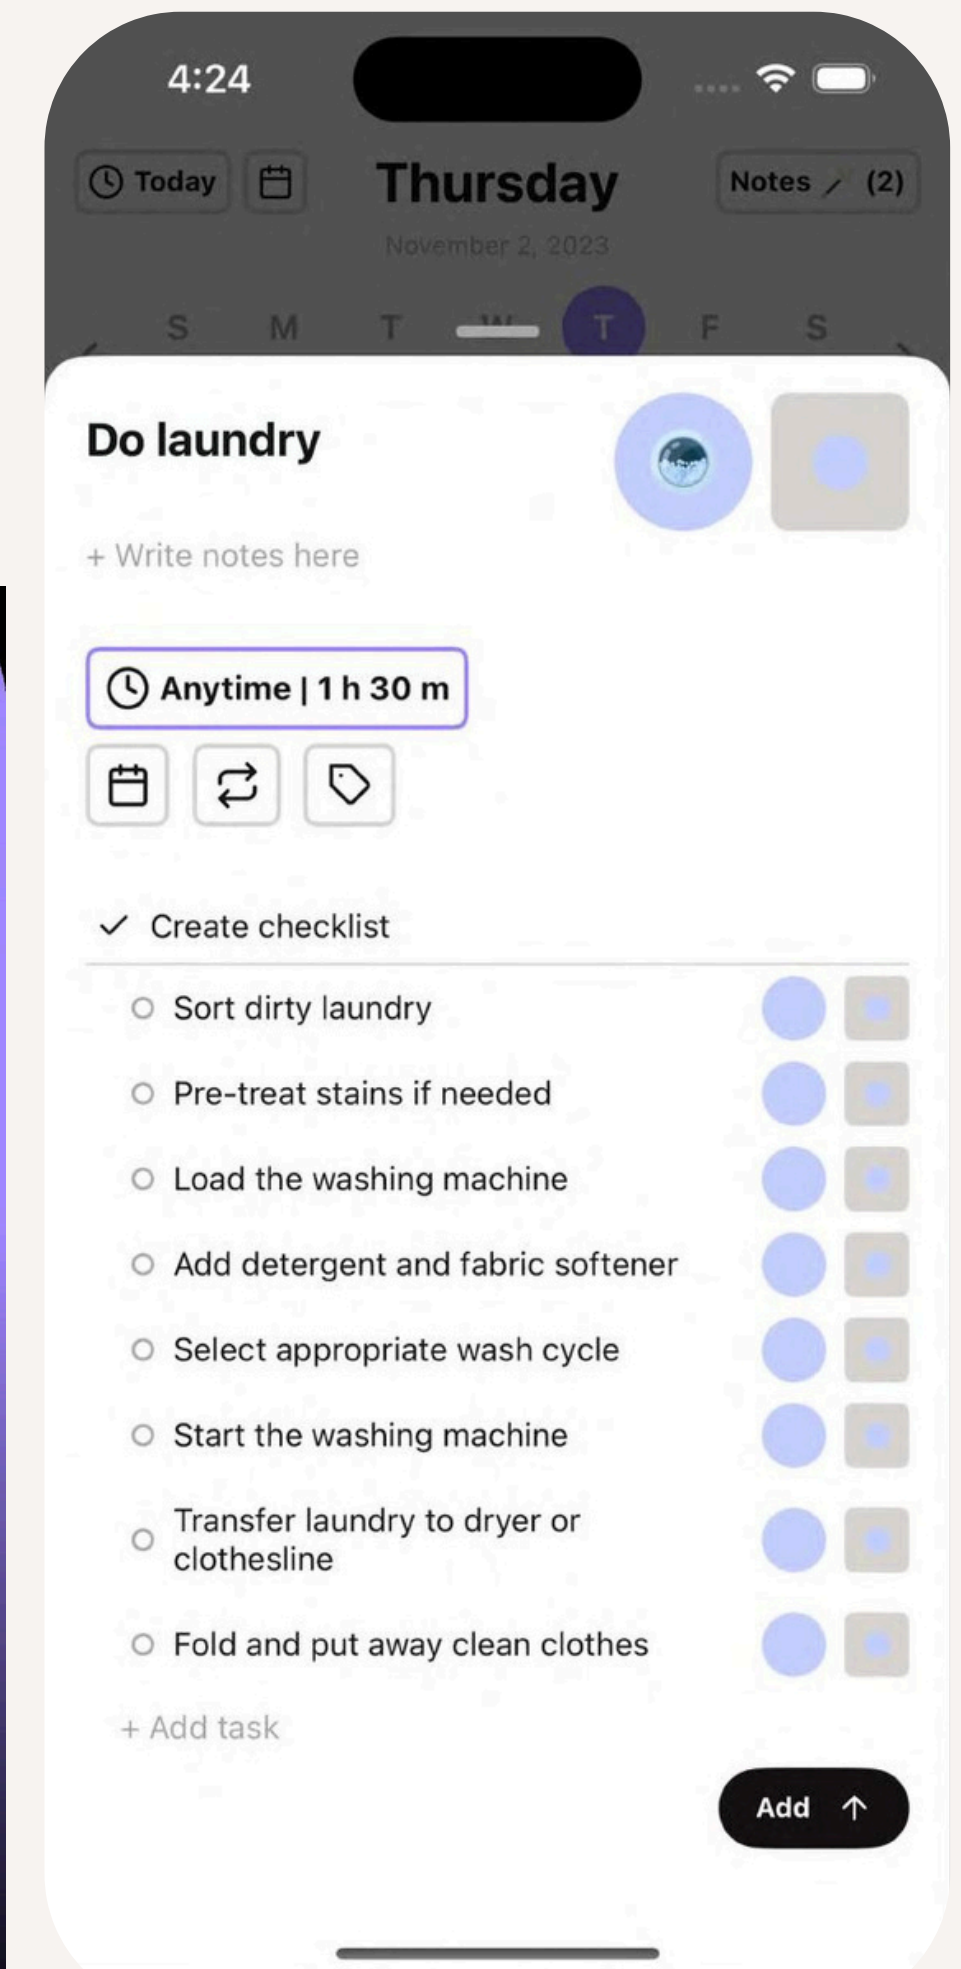 4:24
Today
Thursday
Notes (2)
November 2, 2023
S M T W T F S
Do laundry
+ Write notes here
Anytime | 1 h 30 m
Create checklist
Sort dirty laundry
Pre-treat stains if needed
Load the washing machine
Add detergent and fabric softener
Select appropriate wash cycle
Start the washing machine
Transfer laundry to dryer or
clothesline
Fold and put away clean clothes
+ Add task
Add